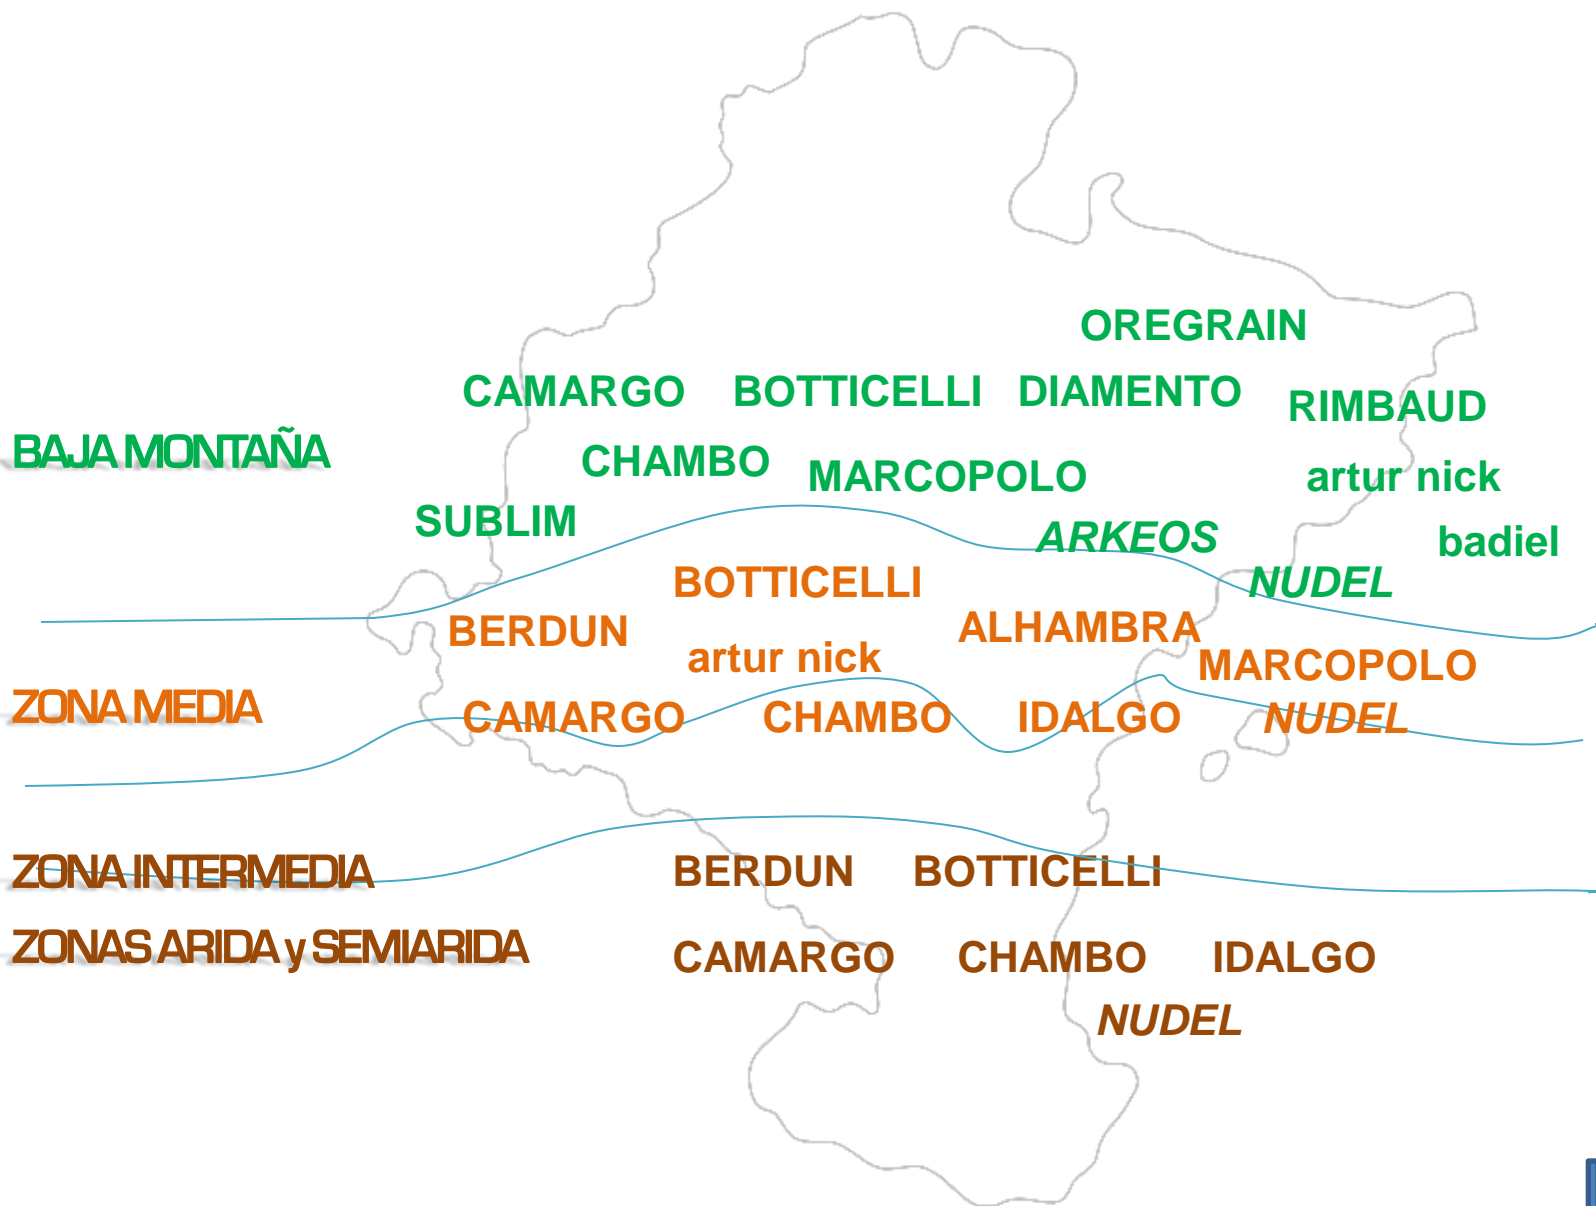 OREGRAIN
CAMARGO BOTTICELLI DIAMENTO RIMBAUD
BAJA MONTAÑA
CHAMBO MARCOPOLO artur nick
SUBLIM ARKEOS badiel
BOTTICELLI NUDEL
BERDUN ALHAMBRA
artur nick MARCOPOLO
ZONA MEDIA
CAMARGO CHAMBO IDALGO NUDEL
ZONA INTERMEDIA
BERDUN BOTTICELLI
ZONAS ARIDA y SEMIARIDA
CAMARGO CHAMBO IDALGO
NUDEL